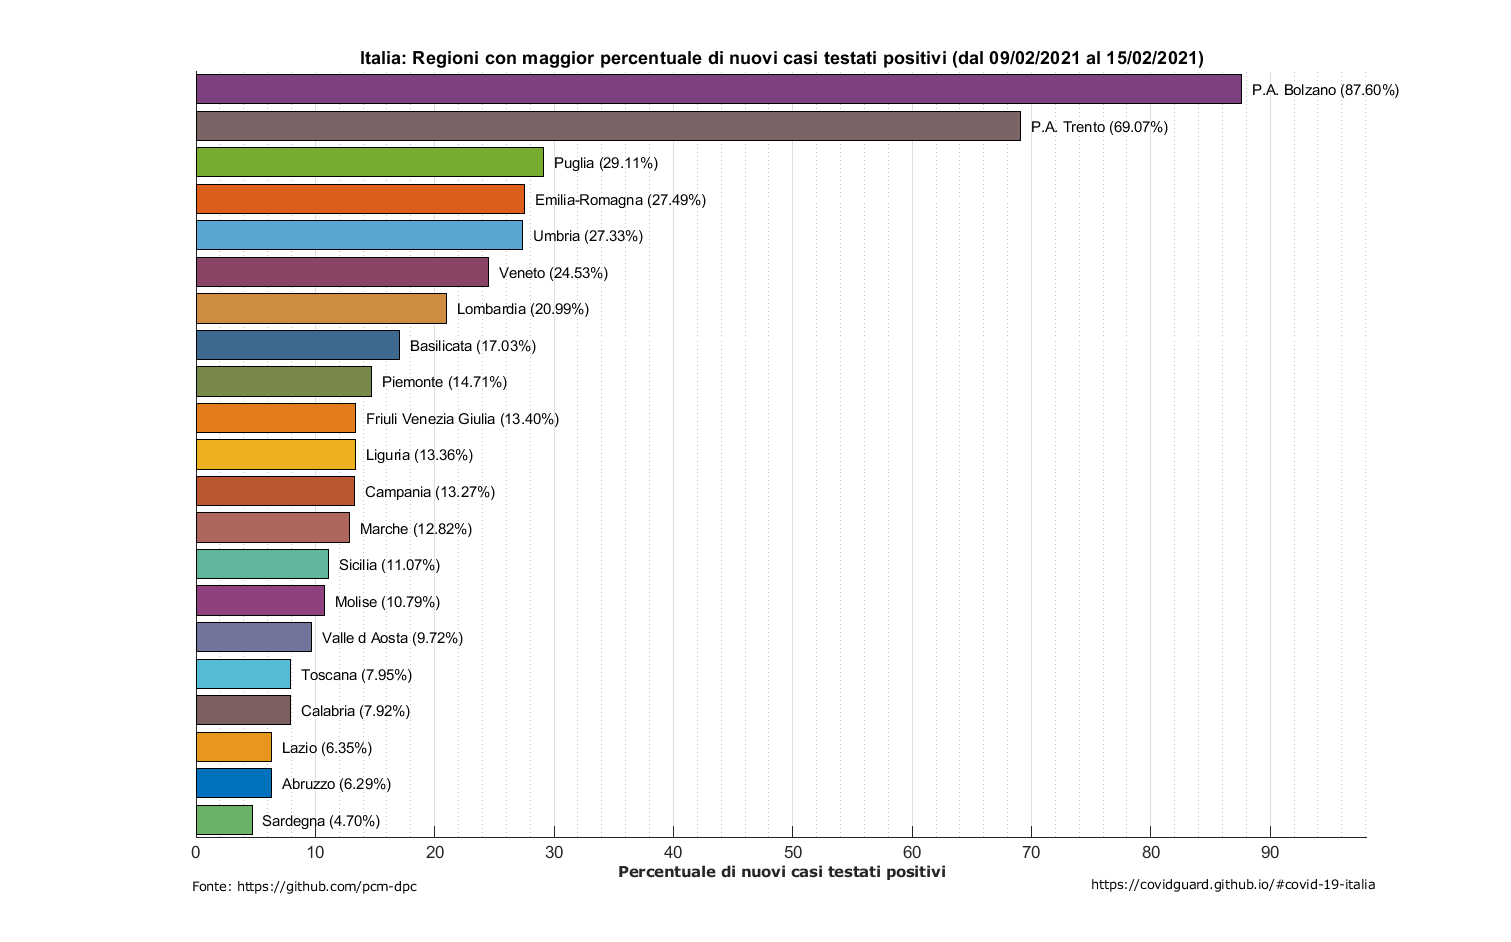 Italia: Regioni con maggior percentuale di nuovi casi testati positivi (dal 09/02/2021 al 15/02/2021)
P.A. Bolzano (87.60%)
P.A. Trento (69.07%)
Puglia (29.11%)
Emilia-Romagna (27.49%)
Umbria (27.33%)
Veneto (24.53%)
Lombardia (20.99%)
Basilicata (17.03%)
Piemonte (14.71%)
Friuli Venezia Giulia (13.40%)
Liguria (13.36%)
Campania (13.27%)
Marche (12.82%)
Sicilia (11.07%)
Molise (10.79%)
Valle d Aosta (9.72%)
Toscana (7.95%)
Calabria (7.92%)
Lazio (6.35%)
Abruzzo (6.29%)
Sardegna (4.70%)
0 10 20 30 40 50 60 70 80 90
Percentuale di nuovi casi testati positivi
Fonte: https://github.com/pcm-dpc
https://covidguard.github.io/#covid-19-italia